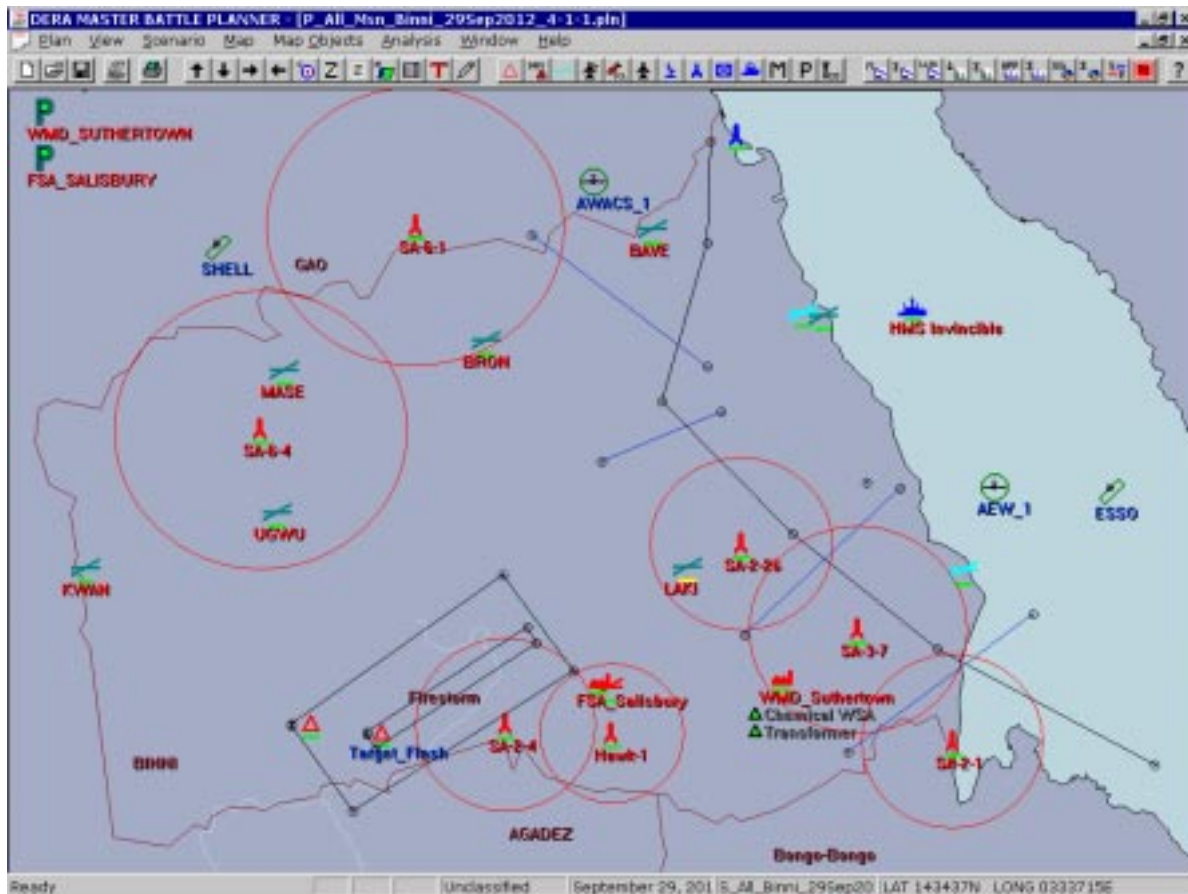 DERA MASTER BATTLE PLANNER - [P_All_Msn_Binni_29Sep2012_4-1-1.pln]
Plan View Scenario Map Map Objects Analysis Window Help
P
WMD_SUTHERTOWN
P
FSA_SALISBURY
AWACS_1
SA-6-1
BAVE
SHELL
GAO
HMS Invincible
BRON
MASE
SA-6-4
AEW_1
ESSO
UGWU
SA-2-26
KWAN
LAKI
SA-3-7
Firestorm
FSA_Salisbury
WMD_Suthertown
Chemical WSA
Transformer
SA-2-4
Target_Flash
Hawk-1
BINNI
SA-2-1
AGADEZ
Bongo-Bongo
Ready Unclassified September 29, 201 S_All_Binni_29Sep20 LAT 143437N LONG 0333715E